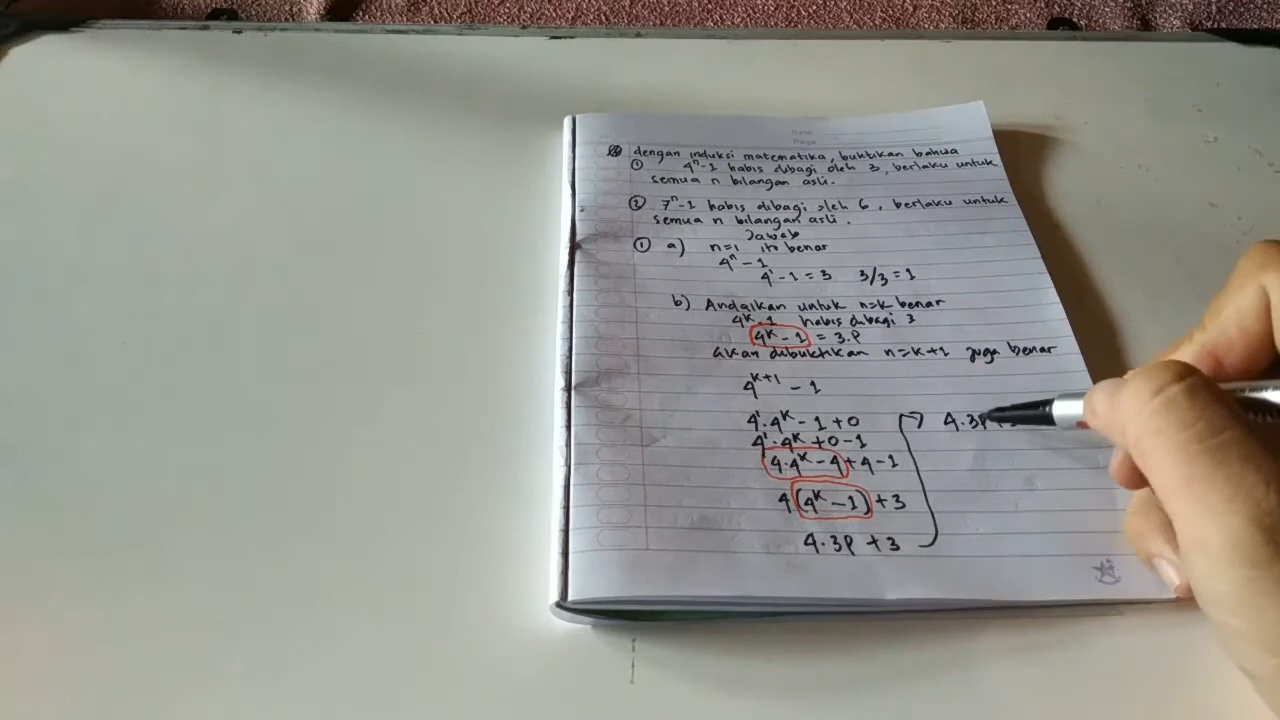 dengan induksi matematika, buktikan bahwa
① 4ⁿ-1 habis dibagi oleh 3, berlaku untuk
semua n bilangan asli.
② 7ⁿ-1 habis dibagi oleh 6, berlaku untuk
semua n bilangan asli.
Jawab
① a) n=1 itu benar
4ⁿ - 1
4¹ - 1 = 3 3/3 = 1
b) Andaikan untuk n=k benar
4ᵏ - 1 habis dibagi 3
4ᵏ - 1 = 3.P
akan dibuktikan n=k+1 juga benar
4ᵏ⁺¹ - 1
4¹·4ᵏ - 1 + 0
4¹·4ᵏ + 0 - 1
4·4ᵏ - 4 + 4 - 1
4(4ᵏ - 1) + 3
4·3P + 3
4.3P +